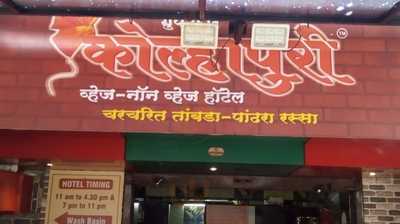 कोल्हापुरी
TM
व्हेज-नॉन व्हेज हॉटेल
चरचरित तांबडा-पांढरा रस्सा
HOTEL TIMING
11 am to 4.30 pm &
7 pm to 11 pm
Wash Basin